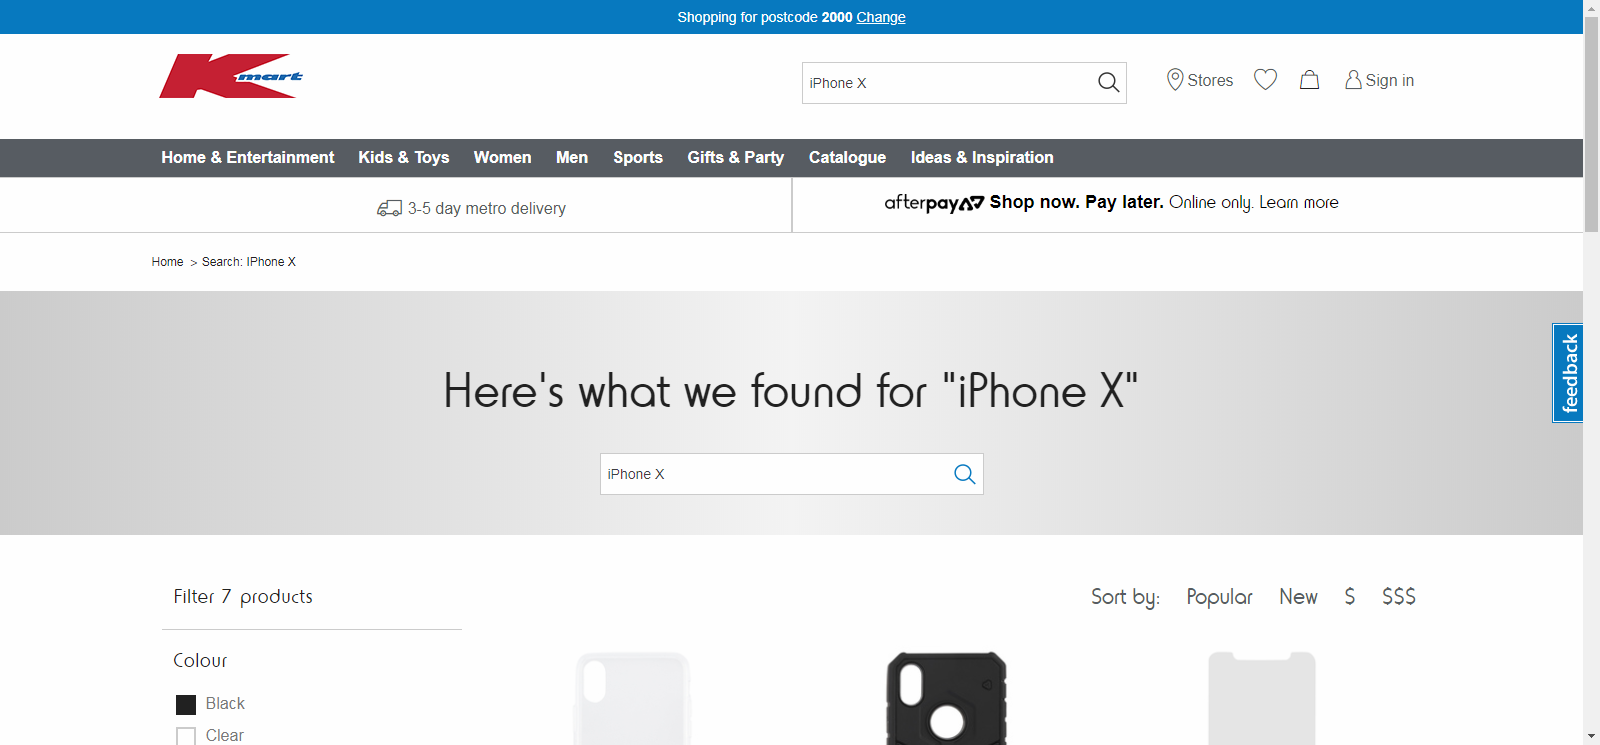 Shopping for postcode 2000 Change
Kmart
iPhone X
Stores
Sign in
Home & Entertainment Kids & Toys Women Men Sports Gifts & Party Catalogue Ideas & Inspiration
3-5 day metro delivery
afterpay Shop now. Pay later. Online only. Learn more
Home > Search: IPhone X
feedback
Here's what we found for "iPhone X"
iPhone X
Filter 7 products
Sort by: Popular New $ $$$
Colour
Black
Clear